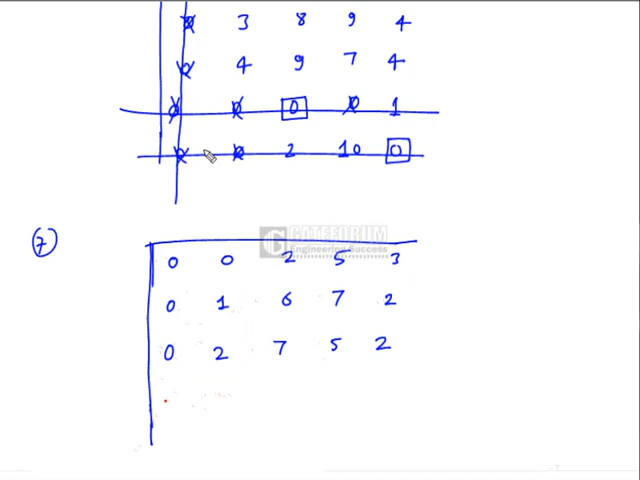 0 3 8 9 4
0 4 9 7 4
0 0 0 0 1
0 0 2 10 0
7
GATEFORUM
Engineering Success
0 0 2 5 3
0 1 6 7 2
0 2 7 5 2